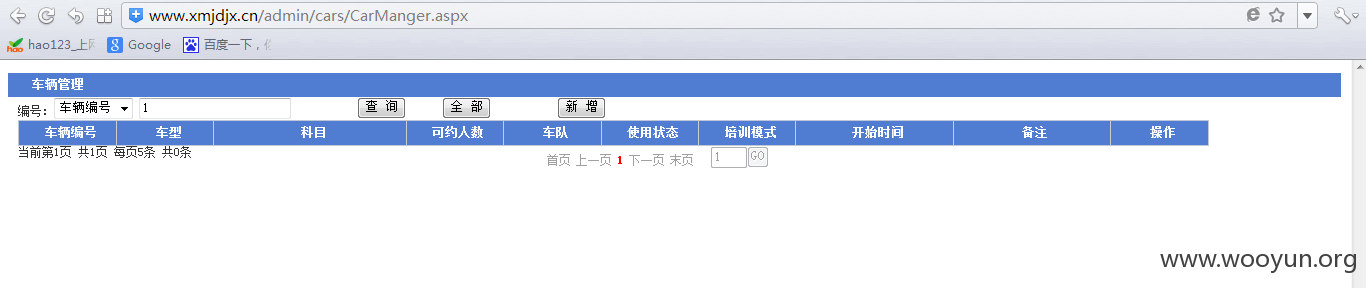 www.xmjdjx.cn/admin/cars/CarManger.aspx
hao123_上网 Google 百度一下，
车辆管理
编号: 车辆编号 1 查 询 全 部 新 增
车辆编号 车型 科目 可约人数 车队 使用状态 培训模式 开始时间 备注 操作
当前第1页 共1页 每页5条 共0条
首页 上一页 1 下一页 末页 1 GO
www.wooyun.org